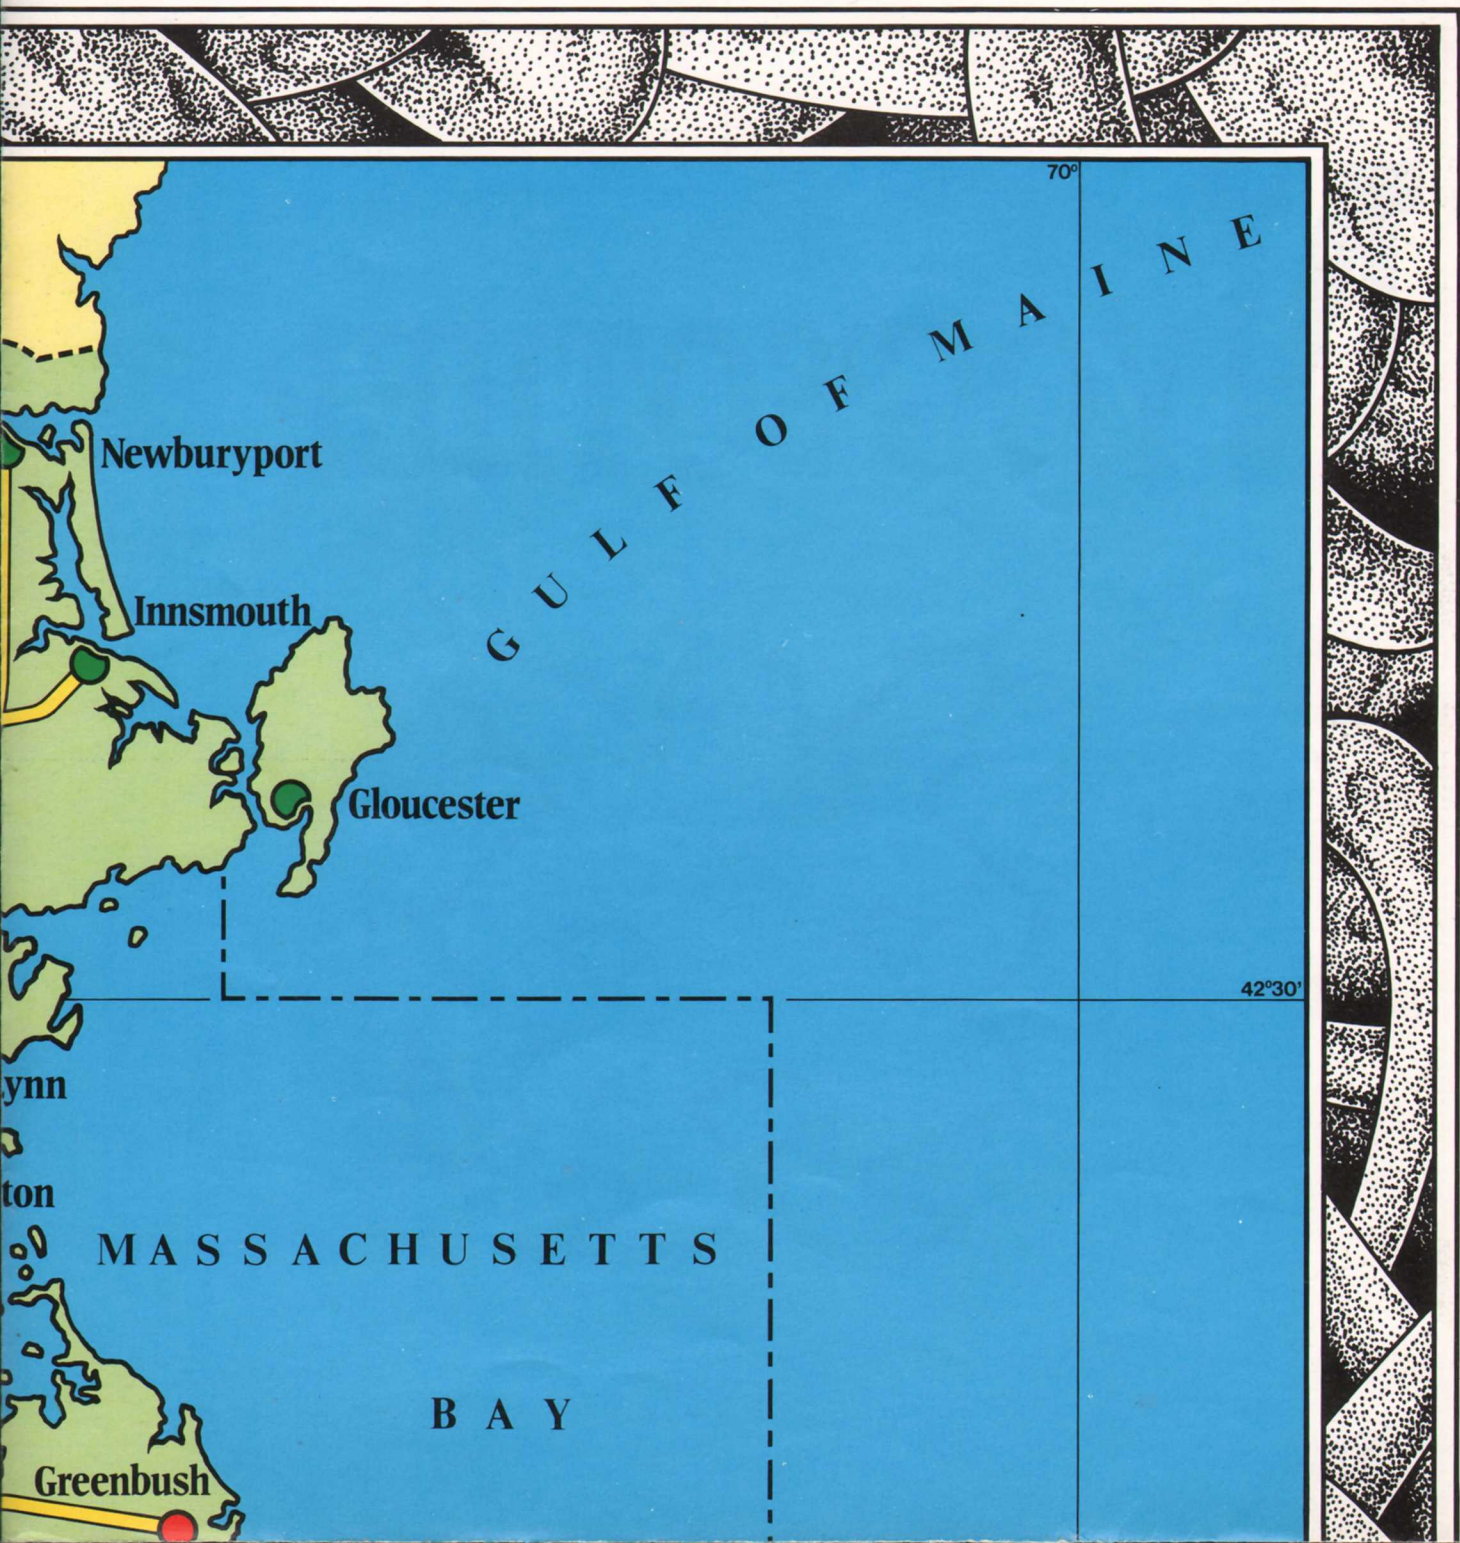 70°
GULF OF MAINE
Newburyport
Innsmouth
Gloucester
42°30'
ynn
ton
MASSACHUSETTS
BAY
Greenbush